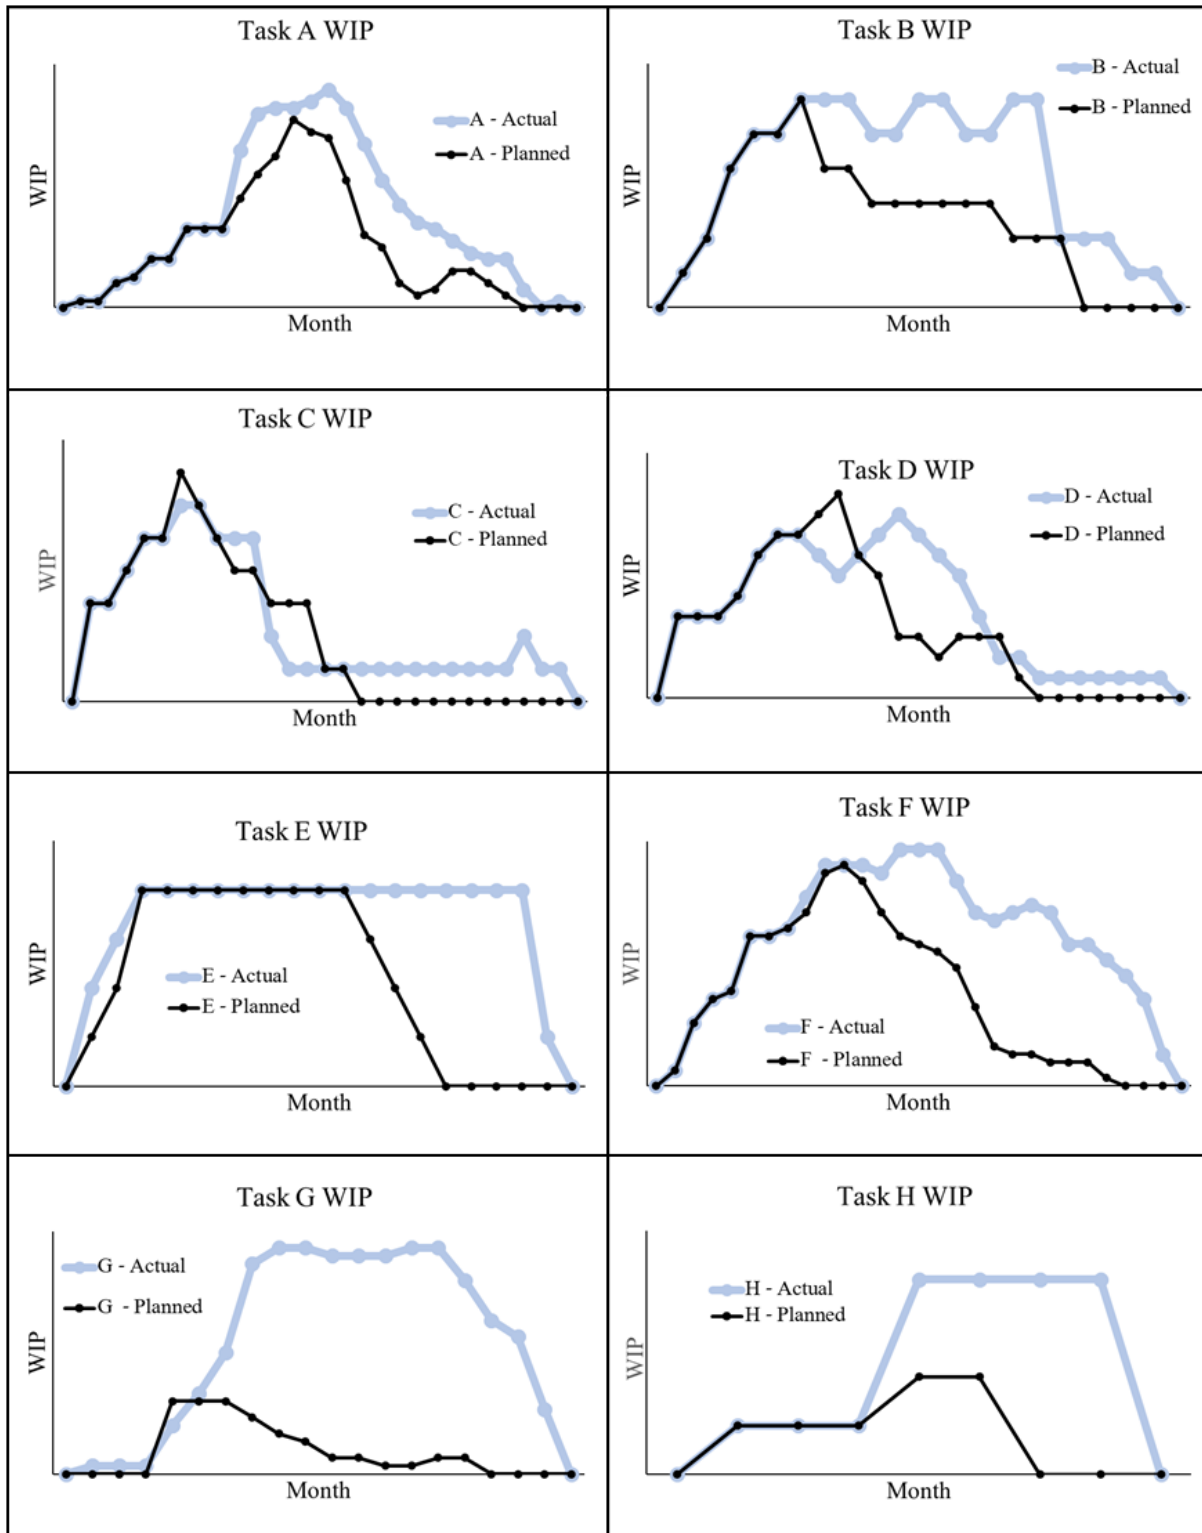 Task A WIP
A - Actual
A - Planned
WIP
Month
Task B WIP
B - Actual
B - Planned
WIP
Month
Task C WIP
C - Actual
C - Planned
WIP
Month
Task D WIP
D - Actual
D - Planned
WIP
Month
Task E WIP
E - Actual
E - Planned
WIP
Month
Task F WIP
F - Actual
F - Planned
WIP
Month
Task G WIP
G - Actual
G - Planned
WIP
Month
Task H WIP
H - Actual
H - Planned
WIP
Month